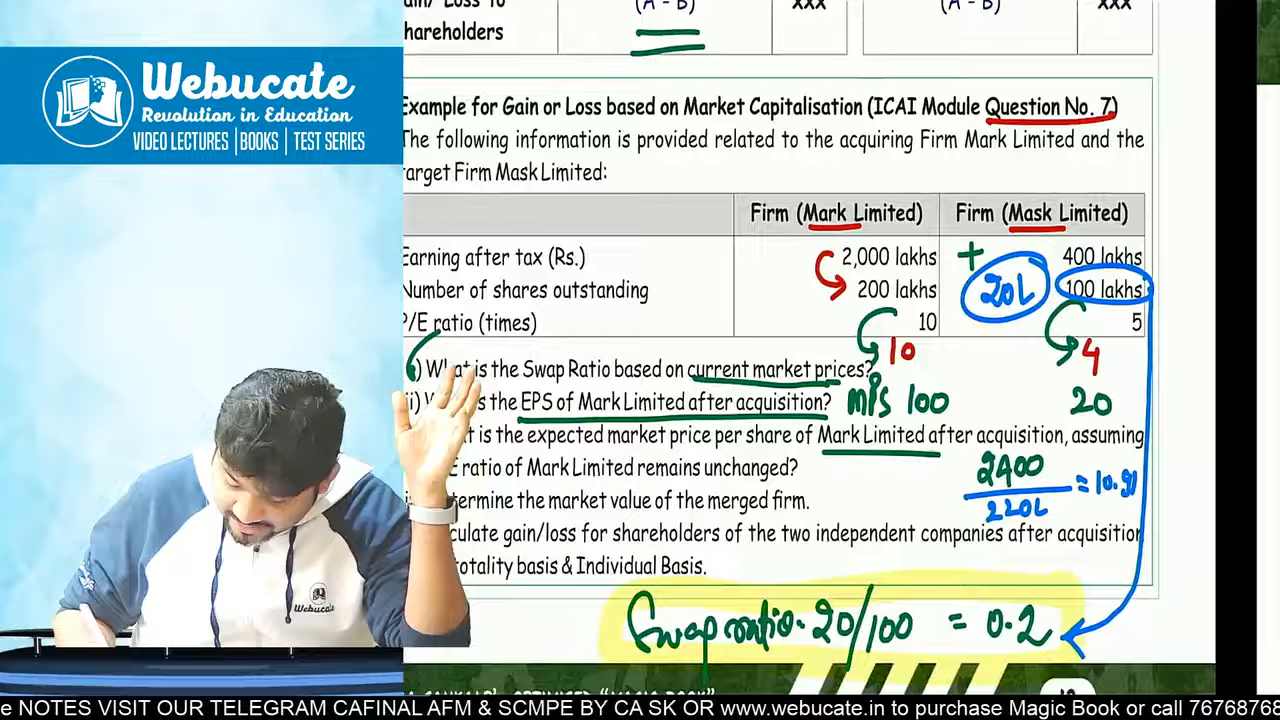 (A - B) xxx (A - B) xxx
hareholders
Webucate
Revolution in Education
VIDEO LECTURES | BOOKS | TEST SERIES
Example for Gain or Loss based on Market Capitalisation (ICAI Module Question No. 7)
The following information is provided related to the acquiring Firm Mark Limited and the
target Firm Mask Limited:
Firm (Mark Limited) Firm (Mask Limited)
Earning after tax (Rs.) 2,000 lakhs + 400 lakhs
Number of shares outstanding 200 lakhs 20L 100 lakhs
P/E ratio (times) 10 5
10 4
) What is the Swap Ratio based on current market prices?
ii) s the EPS of Mark Limited after acquisition? MPS 100 20
t is the expected market price per share of Mark Limited after acquisition, assuming
E ratio of Mark Limited remains unchanged? 2400
termine the market value of the merged firm. 220L = 10.91
culate gain/loss for shareholders of the two independent companies after acquisition
totality basis & Individual Basis.
Swap ratio. 20/100 = 0.2
Webucate
e NOTES VISIT OUR TELEGRAM CAFINAL AFM & SCMPE BY CA SK OR www.webucate.in to purchase Magic Book or call 76768768